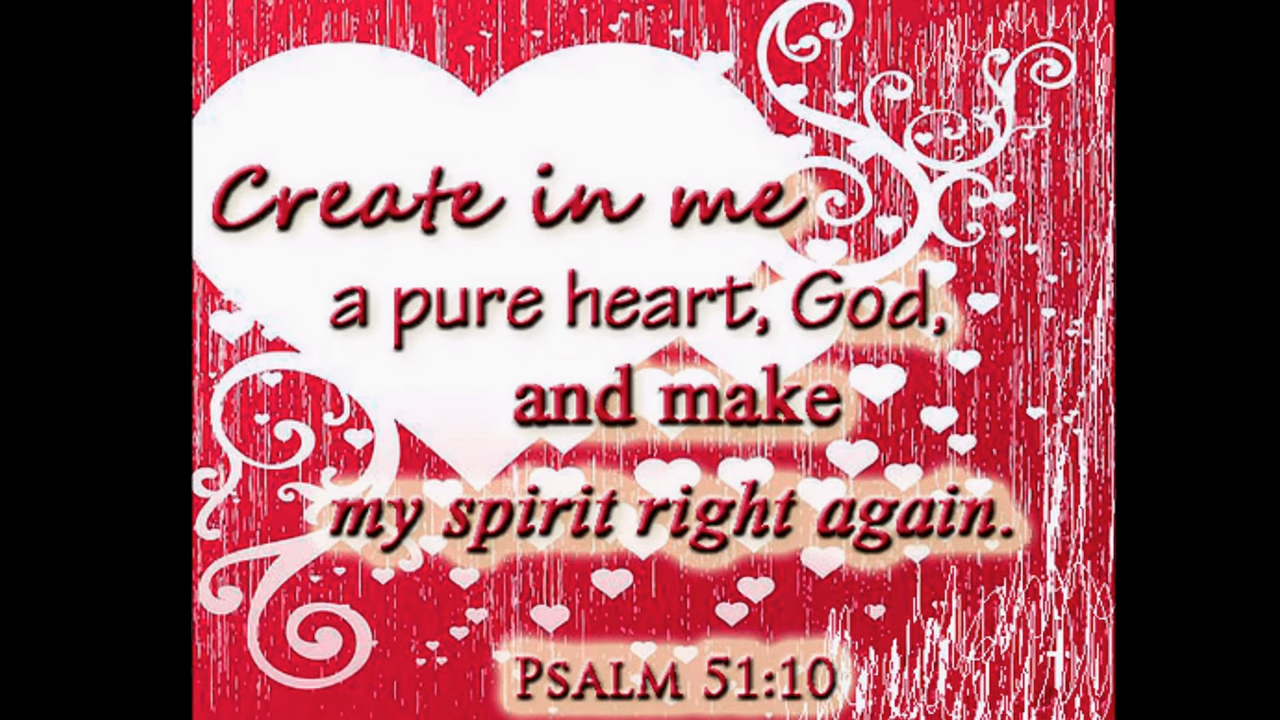 Create in me
a pure heart, God,
and make
my spirit right again.
PSALM 51:10